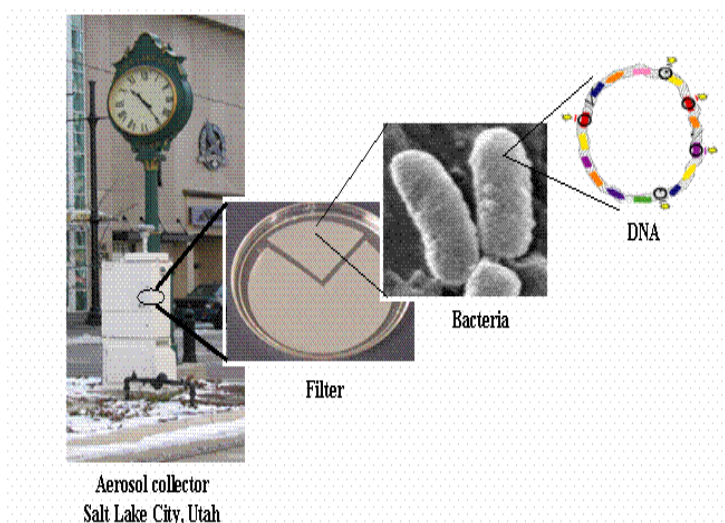 DNA
Bacteria
Filter
Aerosol collector
Salt Lake City, Utah